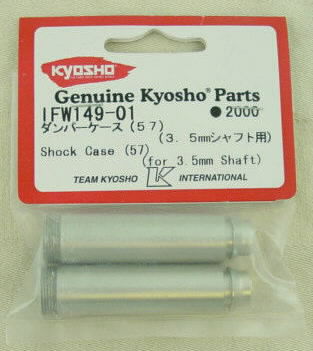 KYOSHO
Genuine Kyosho® Parts
IFW149-01 ●2000
ダンパーケース(57)
(3.5mmシャフト用)
Shock Case (57)
(for 3.5mm Shaft)
TEAM KYOSHO K INTERNATIONAL